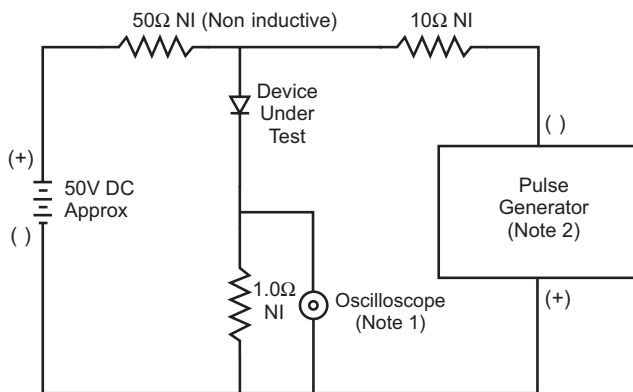 50Ω NI (Non inductive)
10Ω NI
Device
Under
Test
(+)
50V DC
Approx
( )
( )
Pulse
Generator
(Note 2)
(+)
1.0Ω
NI
Oscilloscope
(Note 1)